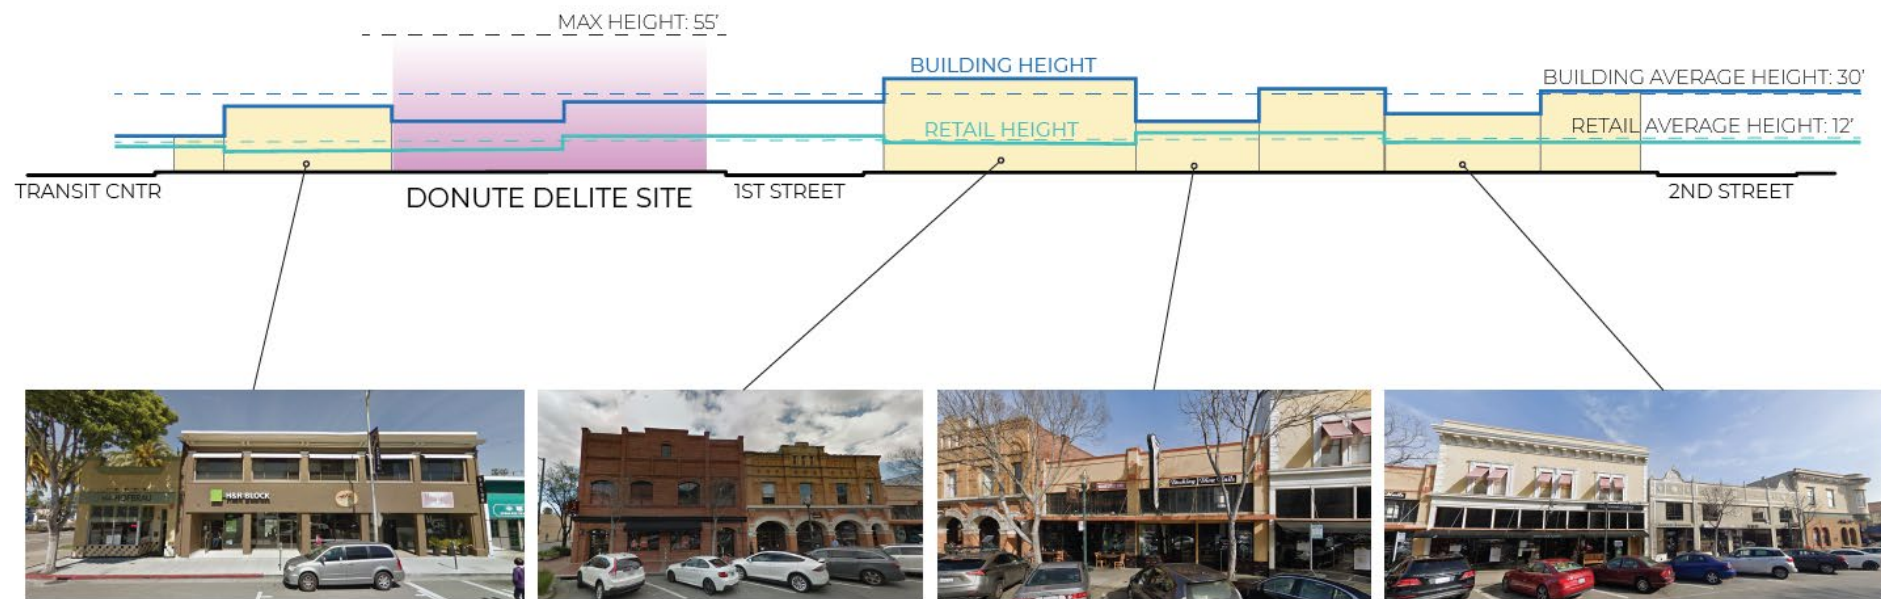 MAX HEIGHT: 55'
BUILDING HEIGHT
BUILDING AVERAGE HEIGHT: 30'
RETAIL HEIGHT
RETAIL AVERAGE HEIGHT: 12'
TRANSIT CNTR
DONUTE DELITE SITE
1ST STREET
2ND STREET
H&R BLOCK